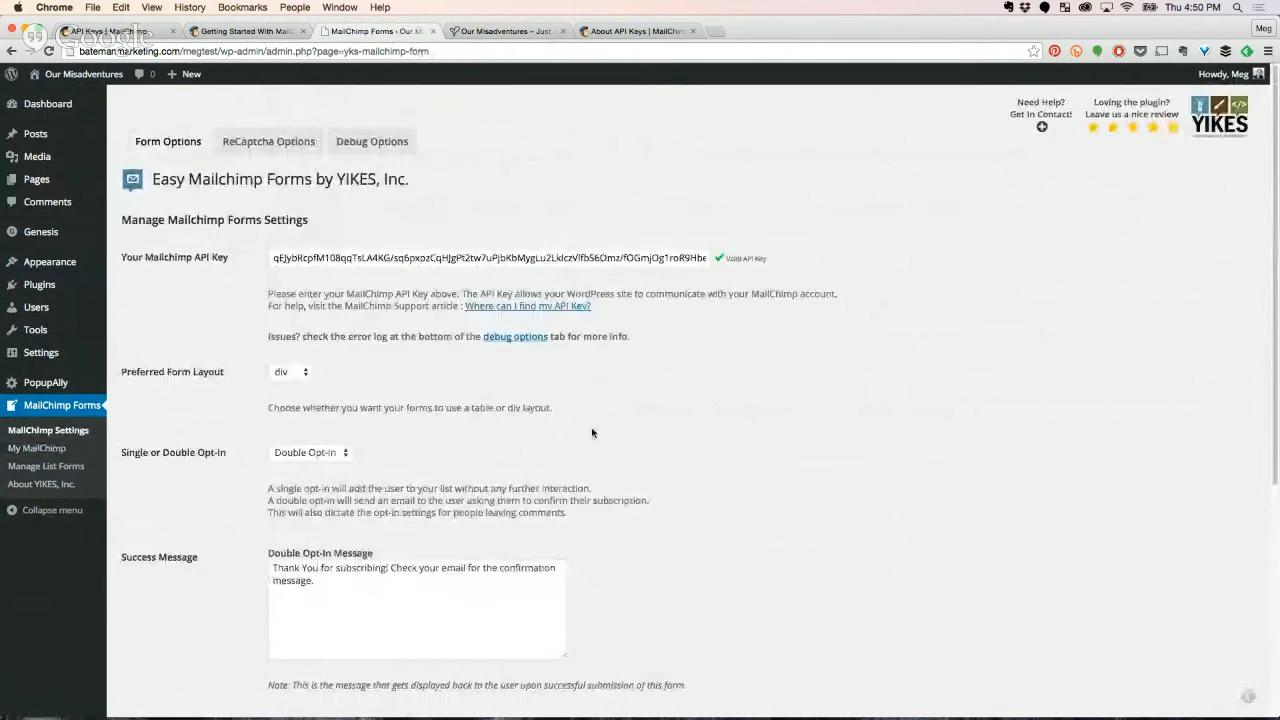 Chrome File Edit View History Bookmarks People Window Help Thu 4:50 PM
API Keys | MailChimp Getting Started With MailC MailChimp Forms ‹ Our M Our Misadventures – Just About API Keys | MailChim Meg
Google
batemanmarketing.com/megtest/wp-admin/admin.php?page=yks-mailchimp-form
Our Misadventures 0 + New Howdy, Meg
Dashboard
Posts
Media
Pages
Comments
Genesis
Appearance
Plugins
Users
Tools
Settings
PopupAlly
MailChimp Forms
MailChimp Settings
My MailChimp
Manage List Forms
About YIKES, Inc.
Collapse menu
Need Help?
Get In Contact!
Loving the plugin?
Leave us a nice review
YIKES
Form Options ReCaptcha Options Debug Options
Easy Mailchimp Forms by YIKES, Inc.
Manage Mailchimp Forms Settings
Your Mailchimp API Key Valid API Key
Please enter your MailChimp API Key above. The API Key allows your WordPress site to communicate with your MailChimp account.
For help, visit the MailChimp Support article : Where can I find my API Key?
Issues? check the error log at the bottom of the debug options tab for more info.
Preferred Form Layout div
Choose whether you want your forms to use a table or div layout.
Single or Double Opt-In Double Opt-In
A single opt-in will add the user to your list without any further interaction.
A double opt-in will send an email to the user asking them to confirm their subscription.
This will also dictate the opt-in settings for people leaving comments.
Success Message Double Opt-In Message
Thank You for subscribing! Check your email for the confirmation
message.
Note: This is the message that gets displayed back to the user upon successful submission of this form.